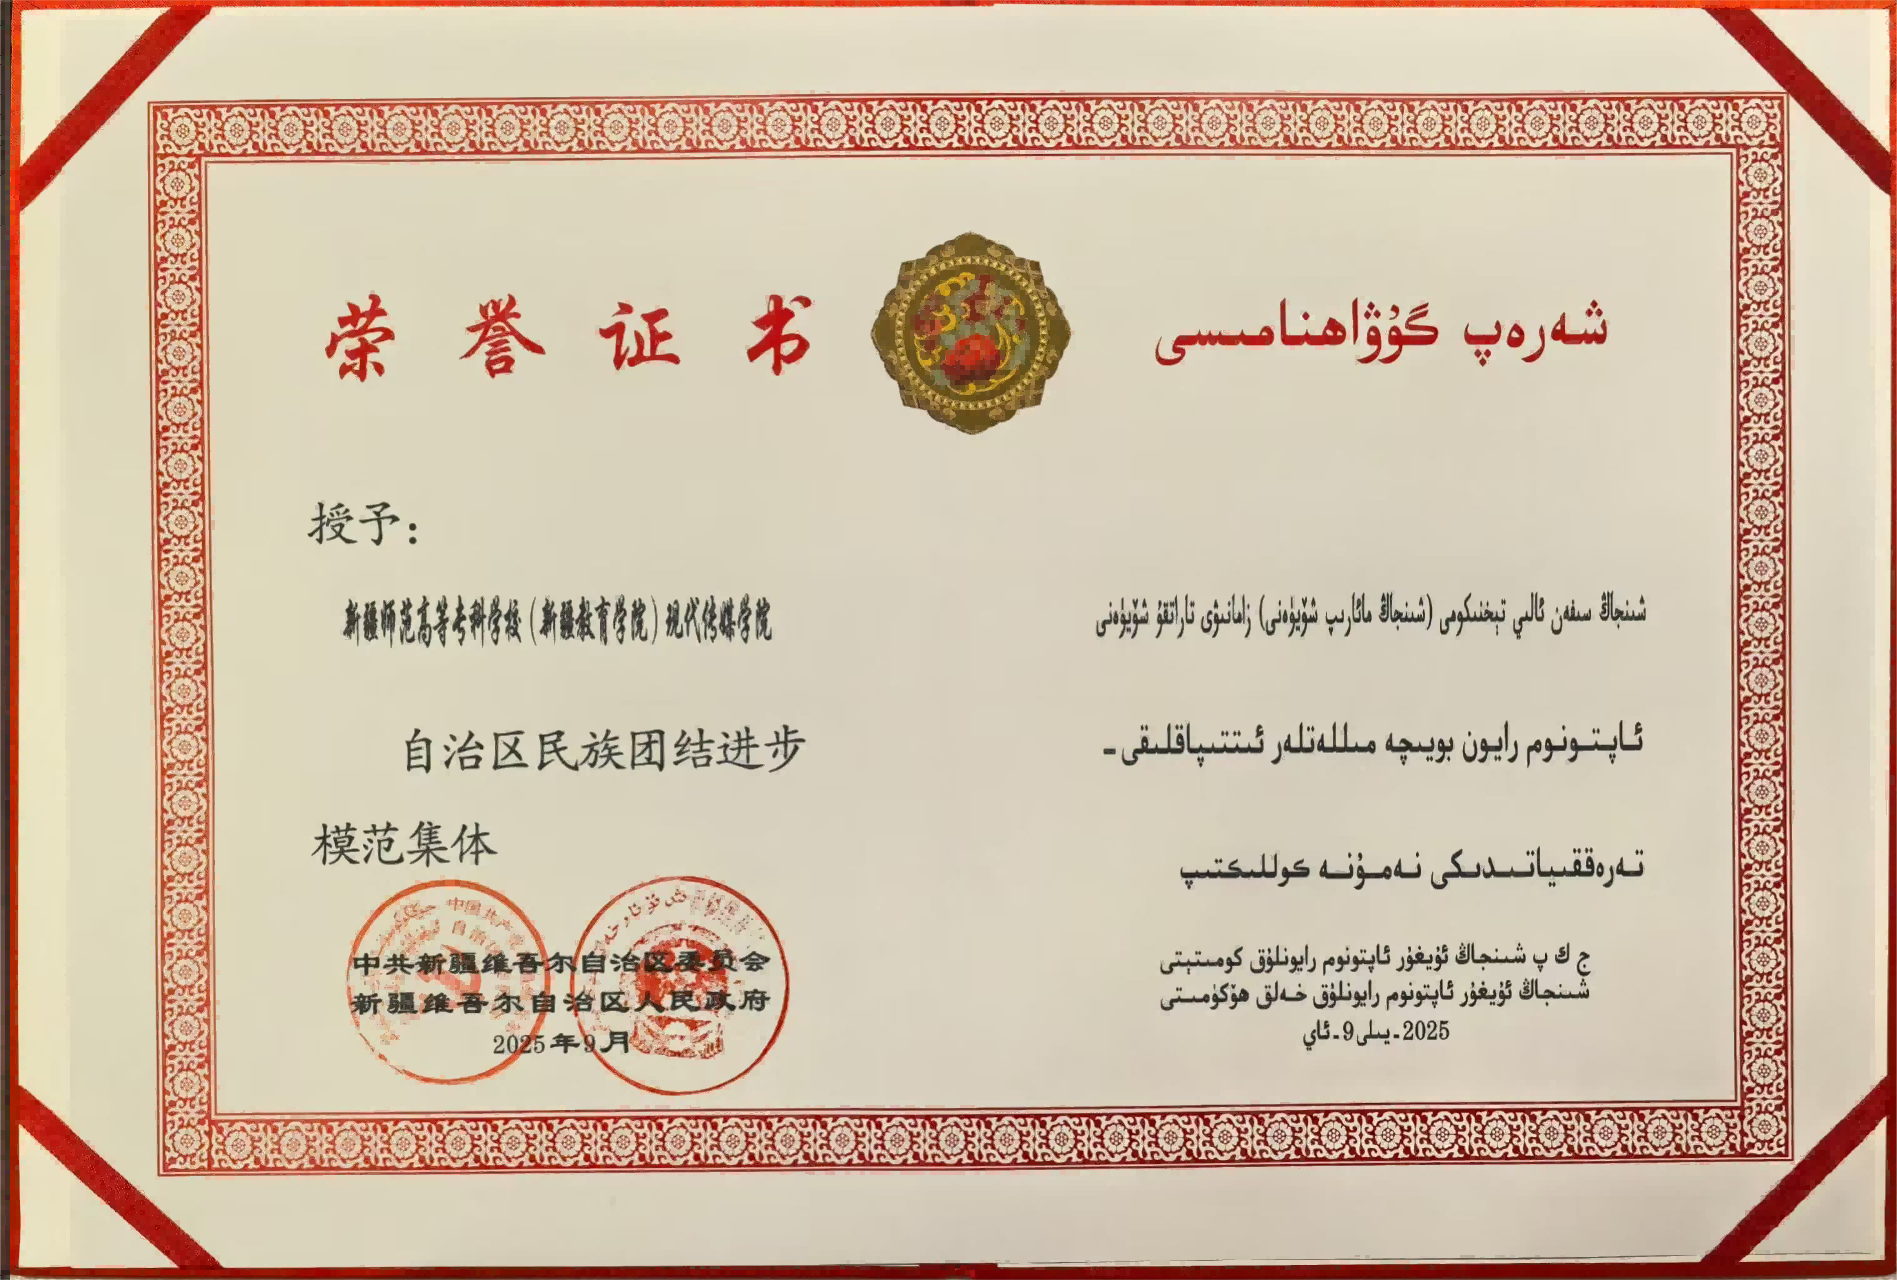 荣誉证书
授予：
新疆师范高等专科学校（新疆教育学院）现代传媒学院
自治区民族团结进步
模范集体
中共新疆维吾尔自治区委员会
新疆维吾尔自治区人民政府
2025年9月
شەرەپ گۇۋاھنامىسى
شىنجاڭ سىفەن ئالىي تېخنىكومى (شىنجاڭ مائارىپ شۆيۈەنى) زامانىۋى تاراتقۇ شۆيۈەنى
ئاپتونوم رايون بويىچە مىللەتلەر ئىتتىپاقلىقى ـ
تەرەققىياتىدىكى نەمۇنە كوللىكتىپ
ج ك پ شىنجاڭ ئۇيغۇر ئاپتونوم رايونلۇق كومىتېتى
شىنجاڭ ئۇيغۇر ئاپتونوم رايونلۇق خەلق ھۆكۈمىتى
2025-يىلى 9-ئاي